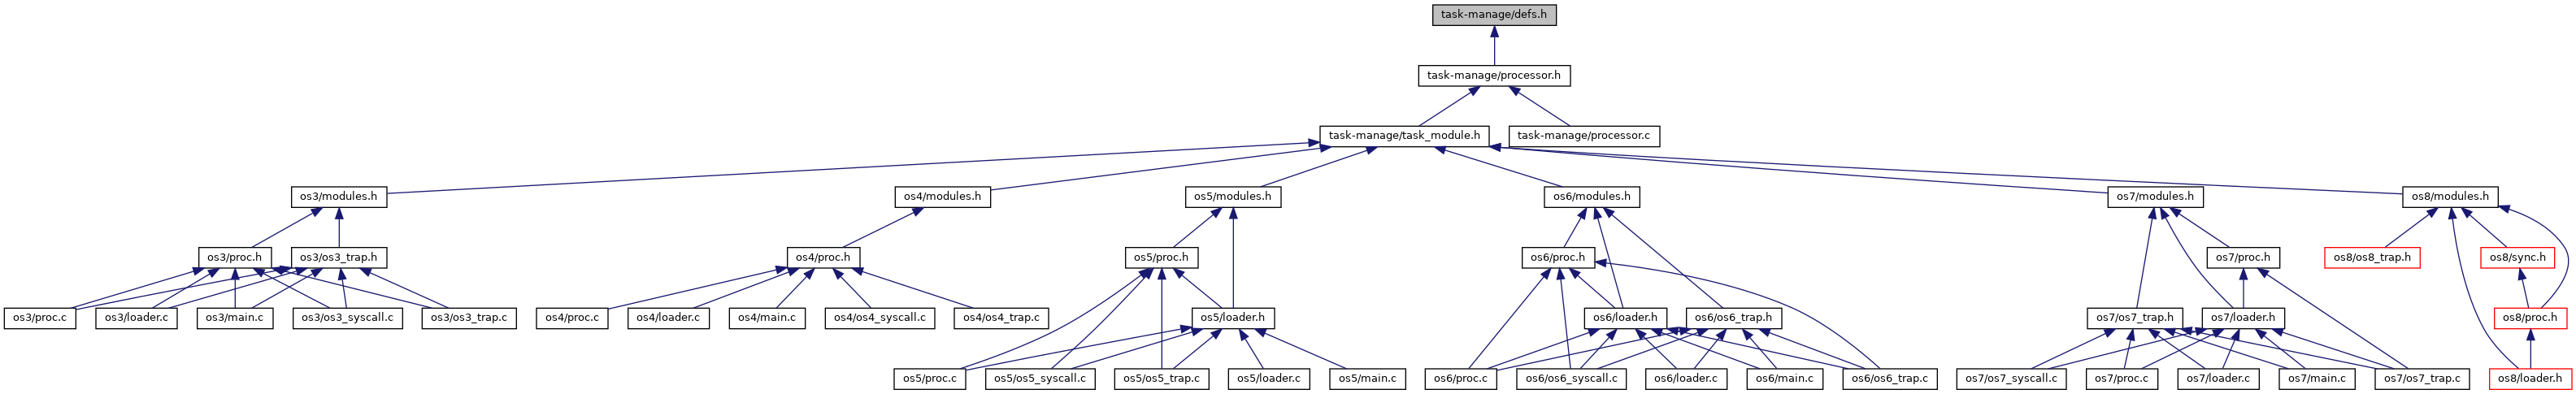 task-manage/defs.h
task-manage/processor.h
task-manage/task_module.h
task-manage/processor.c
os3/modules.h
os4/modules.h
os5/modules.h
os6/modules.h
os7/modules.h
os8/modules.h
os3/proc.h
os3/os3_trap.h
os4/proc.h
os5/proc.h
os6/proc.h
os7/proc.h
os8/os8_trap.h
os8/sync.h
os3/proc.c
os3/loader.c
os3/main.c
os3/os3_syscall.c
os3/os3_trap.c
os4/proc.c
os4/loader.c
os4/main.c
os4/os4_syscall.c
os4/os4_trap.c
os5/loader.h
os6/loader.h
os6/os6_trap.h
os7/os7_trap.h
os7/loader.h
os8/proc.h
os5/proc.c
os5/os5_syscall.c
os5/os5_trap.c
os5/loader.c
os5/main.c
os6/proc.c
os6/os6_syscall.c
os6/loader.c
os6/main.c
os6/os6_trap.c
os7/os7_syscall.c
os7/proc.c
os7/loader.c
os7/main.c
os7/os7_trap.c
os8/loader.h